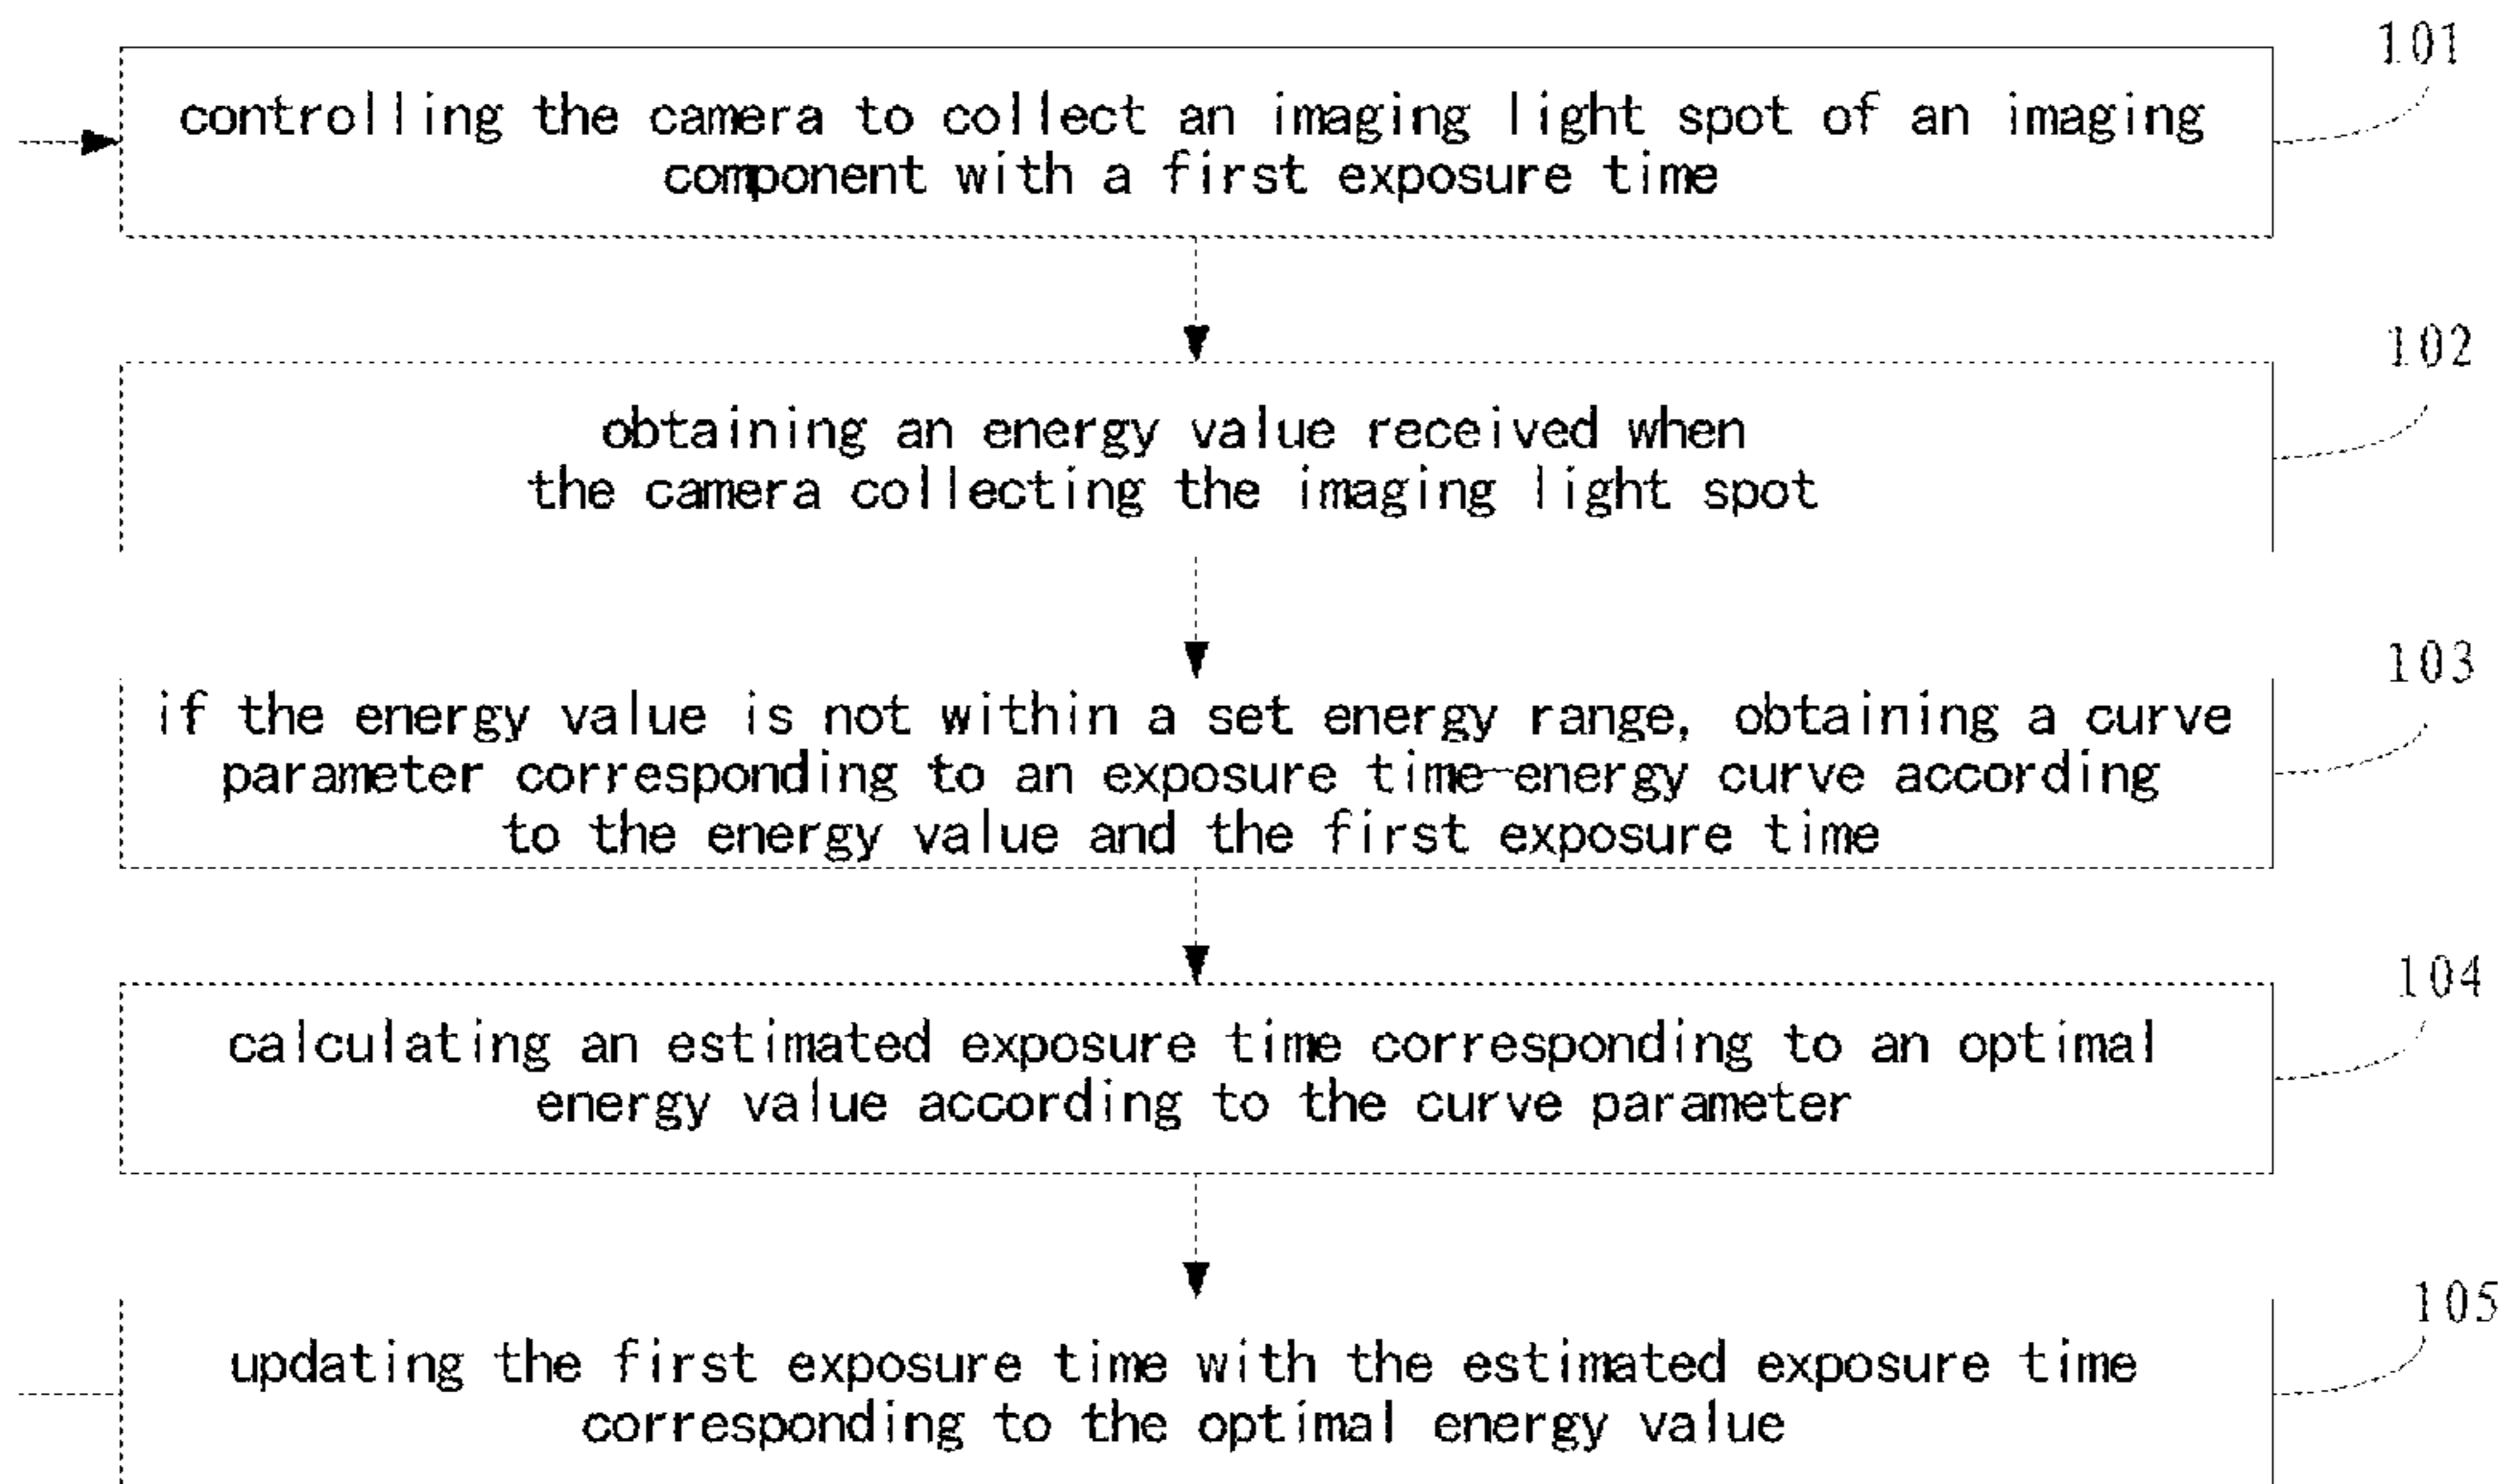 101
controlling the camera to collect an imaging light spot of an imaging
component with a first exposure time
102
obtaining an energy value received when
the camera collecting the imaging light spot
103
if the energy value is not within a set energy range, obtaining a curve
parameter corresponding to an exposure time-energy curve according
to the energy value and the first exposure time
104
calculating an estimated exposure time corresponding to an optimal
energy value according to the curve parameter
105
updating the first exposure time with the estimated exposure time
corresponding to the optimal energy value